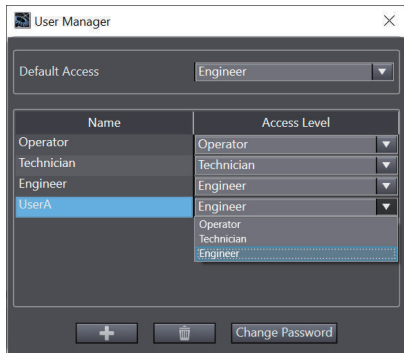 User Manager
Default Access Engineer
Name Access Level
Operator Operator
Technician Technician
Engineer Engineer
UserA Engineer
Operator
Technician
Engineer
Change Password